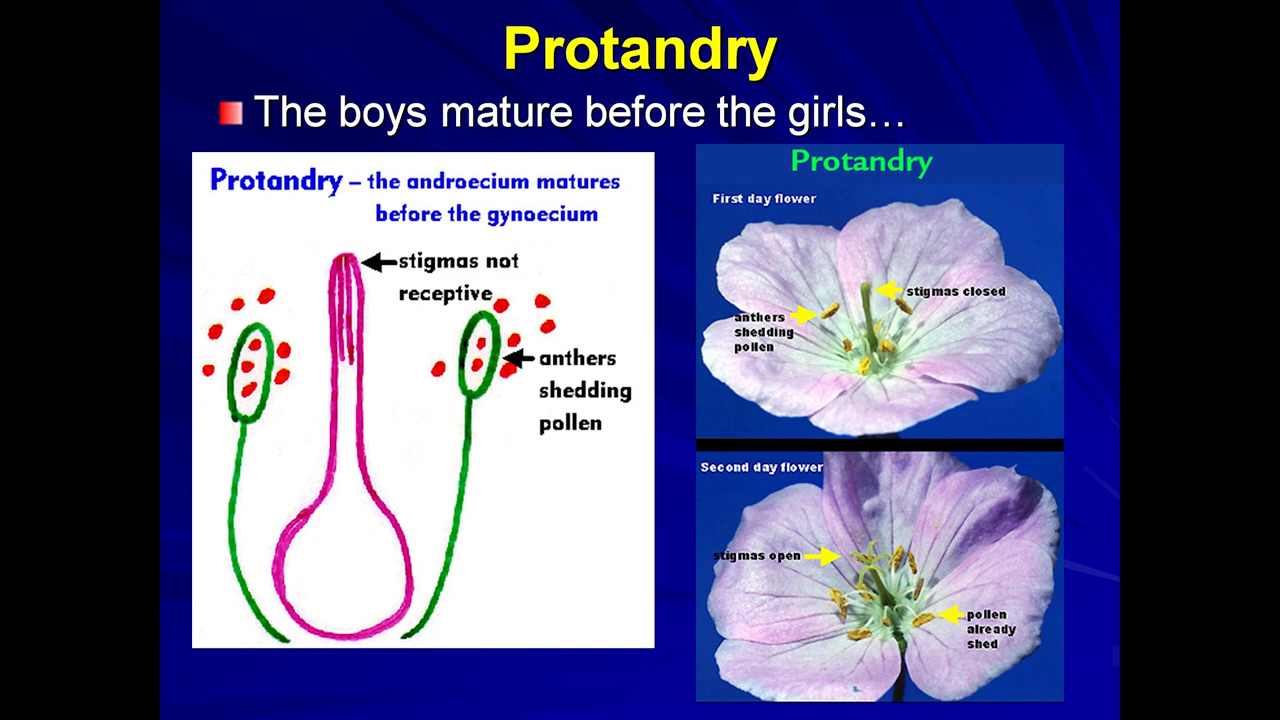 Protandry
The boys mature before the girls…
Protandry – the androecium matures
before the gynoecium
stigmas not
receptive
anthers
shedding
pollen
Protandry
First day flower
stigmas closed
anthers
shedding
pollen
Second day flower
stigmas open
pollen
already
shed